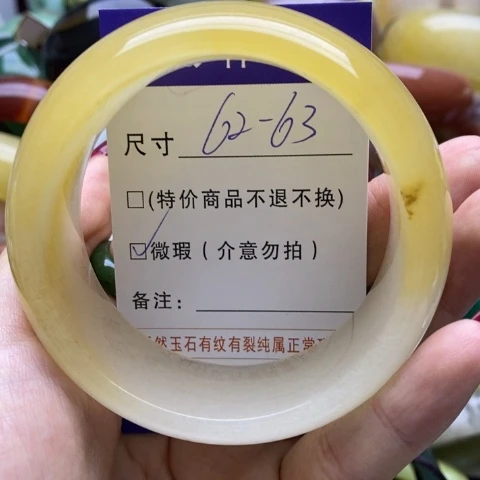 尺寸 62-63
□(特价商品不退不换)
☑微瑕(介意勿拍)
备注:
然玉石有纹有裂纯属正常